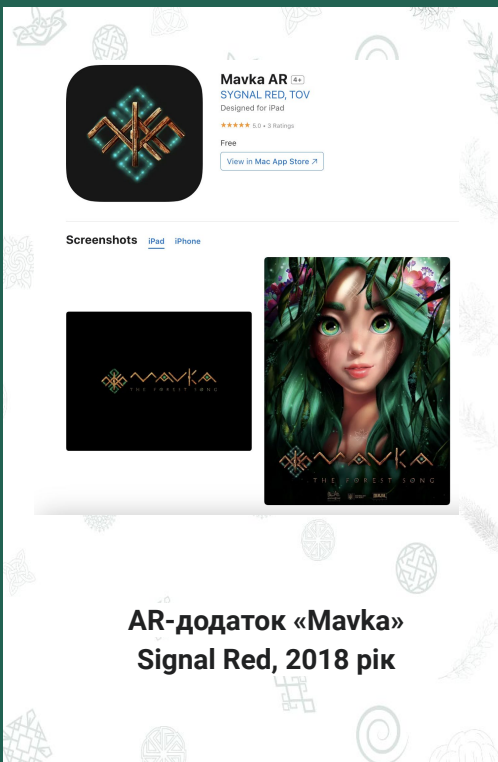 Mavka AR 4+
SYGNAL RED, TOV
Designed for iPad
★★★★★ 5.0 • 3 Ratings
Free
View in Mac App Store ↗
Screenshots iPad iPhone
MAVKA
THE FOREST SONG
MAVKA
THE FOREST SONG
AR-додаток «Mavka»
Signal Red, 2018 рік